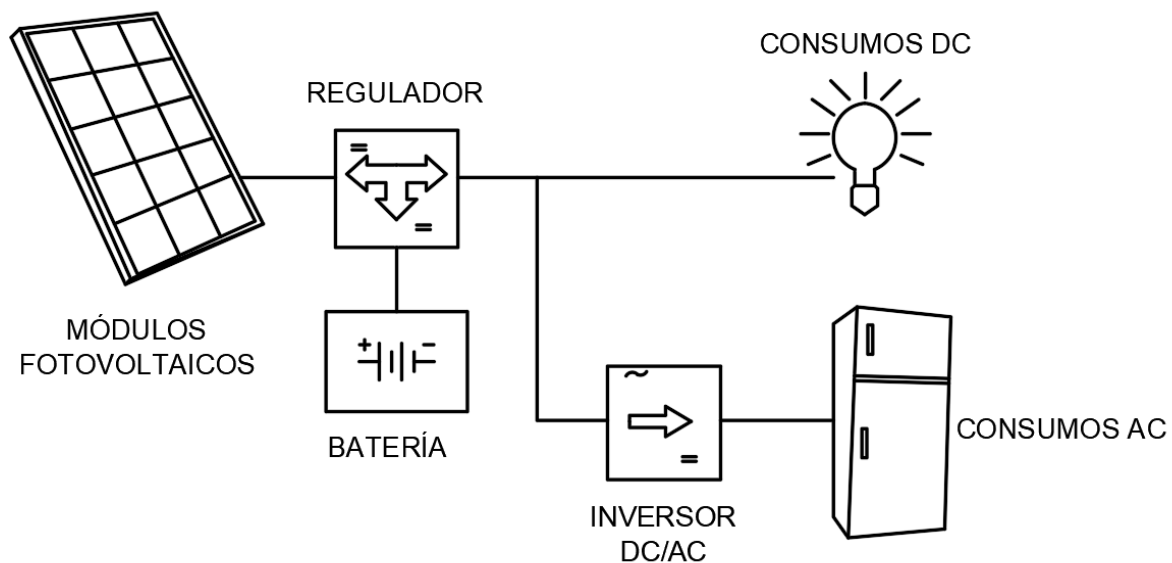 CONSUMOS DC
REGULADOR
=
=
MÓDULOS
FOTOVOLTAICOS
+
-
BATERÍA
~
=
CONSUMOS AC
INVERSOR
DC/AC